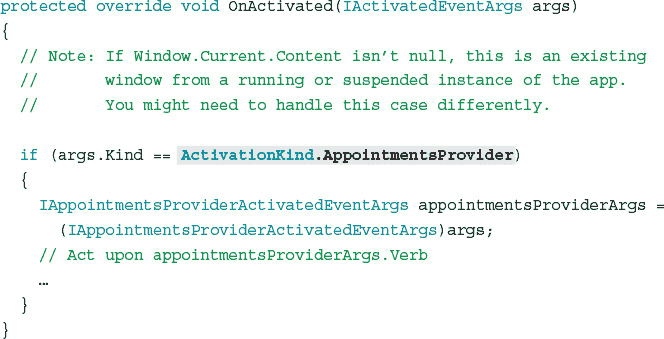 protected override void OnActivated(IActivatedEventArgs args)
{
// Note: If Window.Current.Content isn’t null, this is an existing
//       window from a running or suspended instance of the app.
//       You might need to handle this case differently.
if (args.Kind == ActivationKind.AppointmentsProvider)
{
IAppointmentsProviderActivatedEventArgs appointmentsProviderArgs =
(IAppointmentsProviderActivatedEventArgs)args;
// Act upon appointmentsProviderArgs.Verb
…
}
}